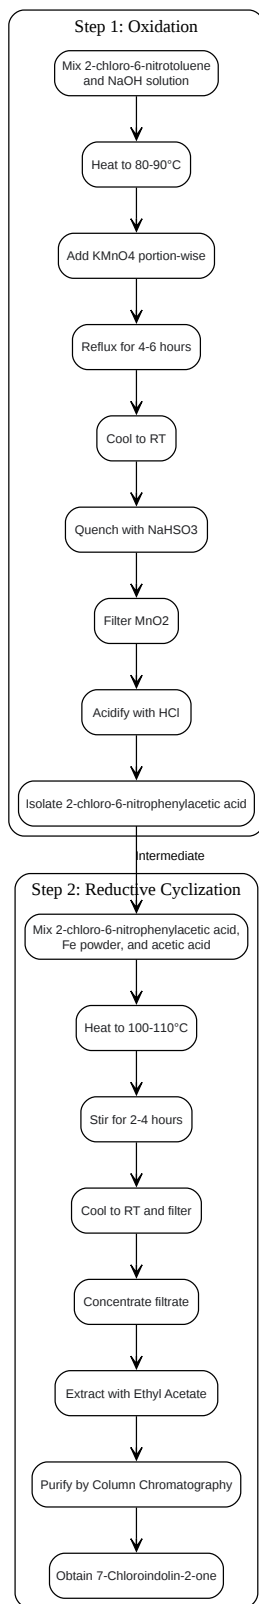 Step 1: Oxidation
Mix 2-chloro-6-nitrotoluene
and NaOH solution
Heat to 80-90°C
Add KMnO4 portion-wise
Reflux for 4-6 hours
Cool to RT
Quench with NaHSO3
Filter MnO2
Acidify with HCl
Isolate 2-chloro-6-nitrophenylacetic acid
Intermediate
Step 2: Reductive Cyclization
Mix 2-chloro-6-nitrophenylacetic acid,
Fe powder, and acetic acid
Heat to 100-110°C
Stir for 2-4 hours
Cool to RT and filter
Concentrate filtrate
Extract with Ethyl Acetate
Purify by Column Chromatography
Obtain 7-Chloroindolin-2-one